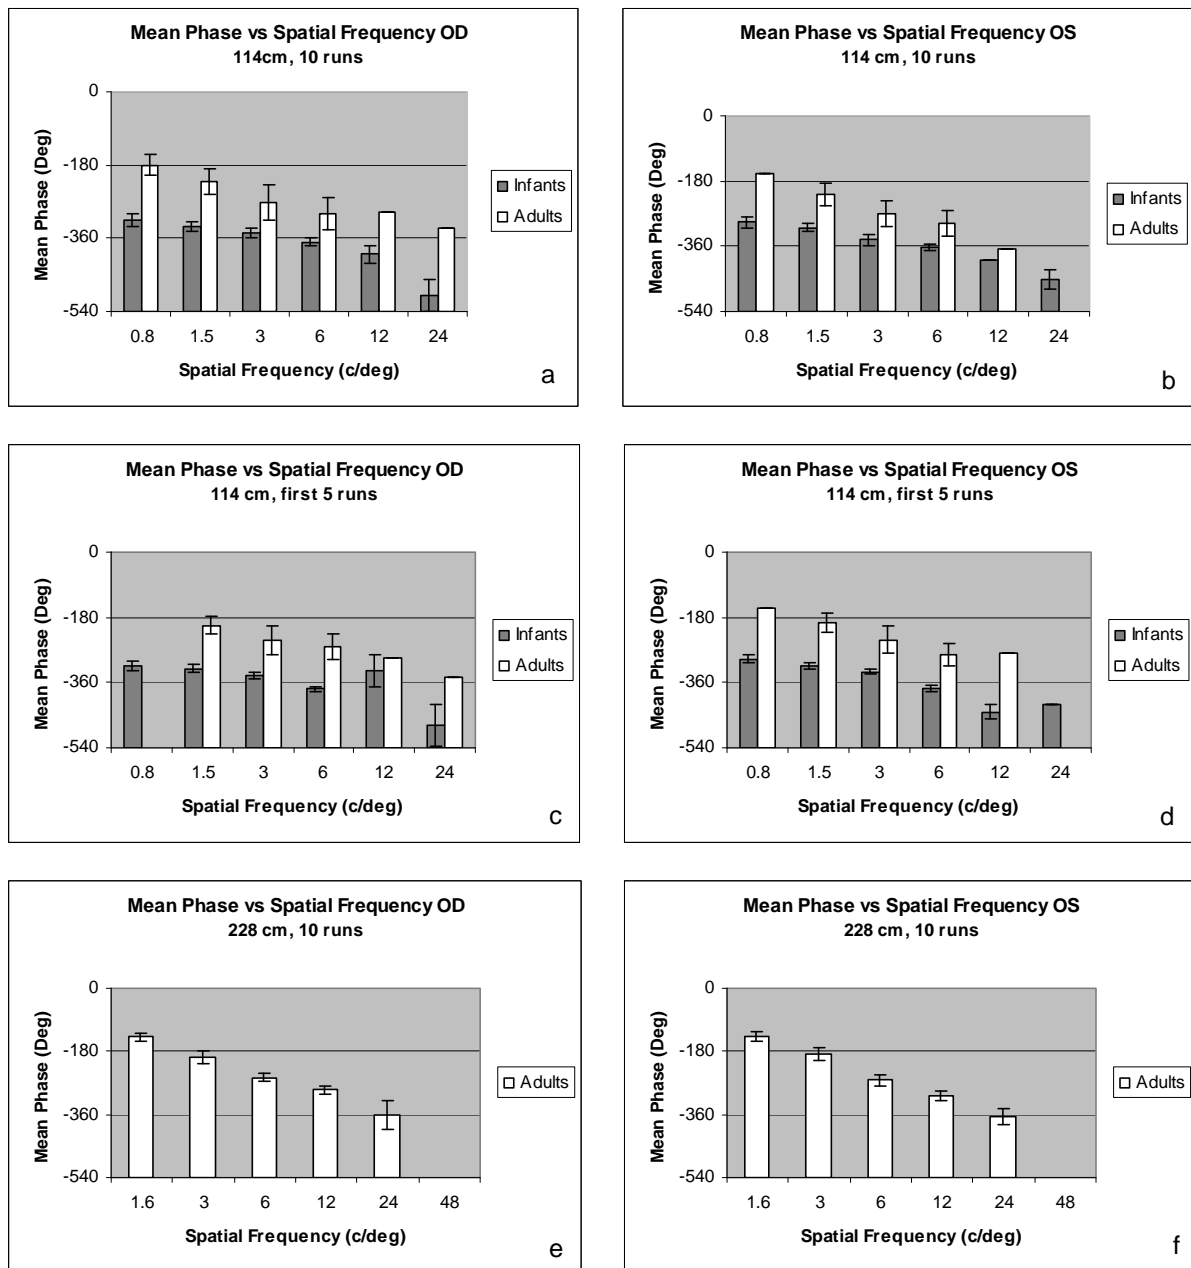 Mean Phase vs Spatial Frequency OD
114cm, 10 runs
Mean Phase (Deg)
0
-180
-360
-540
0.8 1.5 3 6 12 24
Spatial Frequency (c/deg)
Infants
Adults
a
Mean Phase vs Spatial Frequency OS
114 cm, 10 runs
Mean Phase (Deg)
0
-180
-360
-540
0.8 1.5 3 6 12 24
Spatial Frequency (c/deg)
Infants
Adults
b
Mean Phase vs Spatial Frequency OD
114 cm, first 5 runs
Mean Phase (Deg)
0
-180
-360
-540
0.8 1.5 3 6 12 24
Spatial Frequency (c/deg)
Infants
Adults
c
Mean Phase vs Spatial Frequency OS
114 cm, first 5 runs
Mean Phase (Deg)
0
-180
-360
-540
0.8 1.5 3 6 12 24
Spatial Frequency (c/deg)
Infants
Adults
d
Mean Phase vs Spatial Frequency OD
228 cm, 10 runs
Mean Phase (Deg)
0
-180
-360
-540
1.6 3 6 12 24 48
Spatial Frequency (c/deg)
Adults
e
Mean Phase vs Spatial Frequency OS
228 cm, 10 runs
Mean Phase (Deg)
0
-180
-360
-540
1.6 3 6 12 24 48
Spatial Frequency (c/deg)
Adults
f